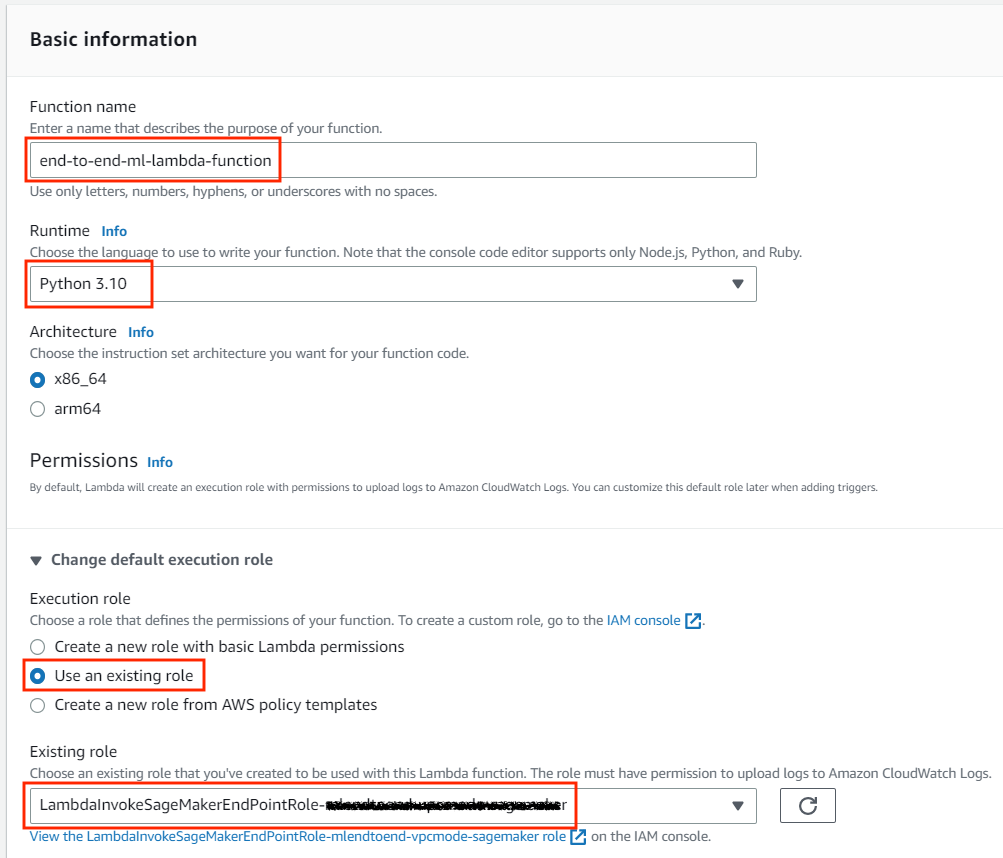 Basic information
Function name
Enter a name that describes the purpose of your function.
end-to-end-ml-lambda-function
Use only letters, numbers, hyphens, or underscores with no spaces.
Runtime Info
Choose the language to use to write your function. Note that the console code editor supports only Node.js, Python, and Ruby.
Python 3.10
Architecture Info
Choose the instruction set architecture you want for your function code.
x86_64
arm64
Permissions Info
By default, Lambda will create an execution role with permissions to upload logs to Amazon CloudWatch Logs. You can customize this default role later when adding triggers.
Change default execution role
Execution role
Choose a role that defines the permissions of your function. To create a custom role, go to the IAM console.
Create a new role with basic Lambda permissions
Use an existing role
Create a new role from AWS policy templates
Existing role
Choose an existing role that you've created to be used with this Lambda function. The role must have permission to upload logs to Amazon CloudWatch Logs.
LambdaInvokeSageMakerEndPointRole-
View the LambdaInvokeSageMakerEndPointRole-mlendtoend-vpcmode-sagemaker role on the IAM console.